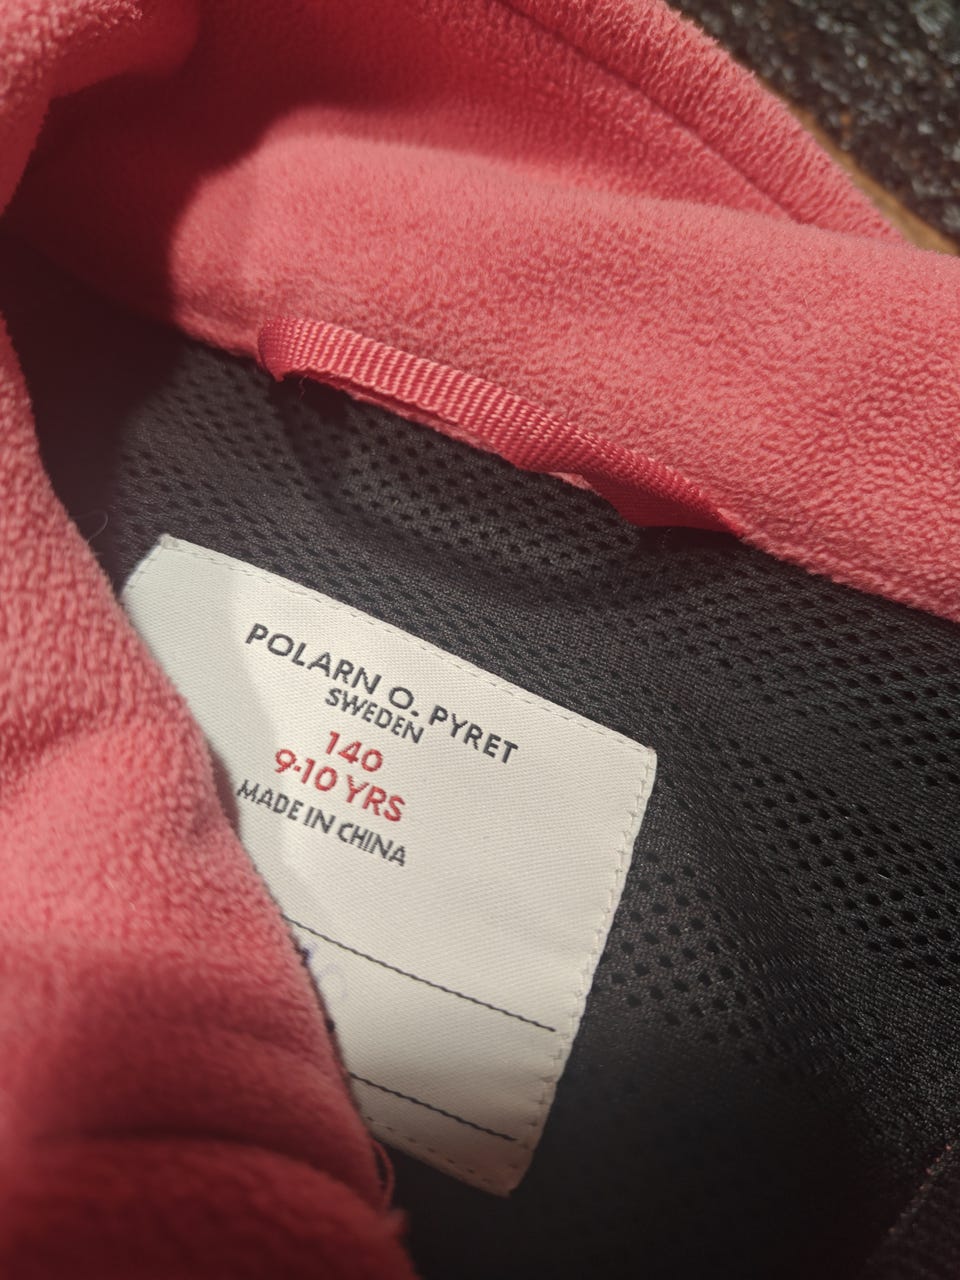 POLARN O. PYRET
SWEDEN
140
9-10 YRS
MADE IN CHINA